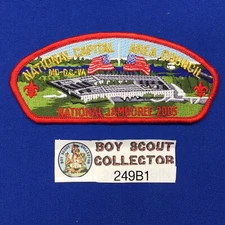 NATIONAL CAPITAL AREA COUNCIL
MD-DC-VA
NATIONAL JAMBOREE 2005
BOY SCOUT
COLLECTOR
249B1